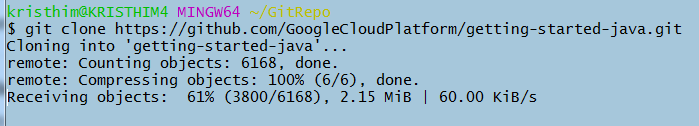 kristhim@KRISTHIM4 MINGW64 ~/GitRepo
$ git clone https://github.com/GoogleCloudPlatform/getting-started-java.git
Cloning into 'getting-started-java'...
remote: Counting objects: 6168, done.
remote: Compressing objects: 100% (6/6), done.
Receiving objects:  61% (3800/6168), 2.15 MiB | 60.00 KiB/s